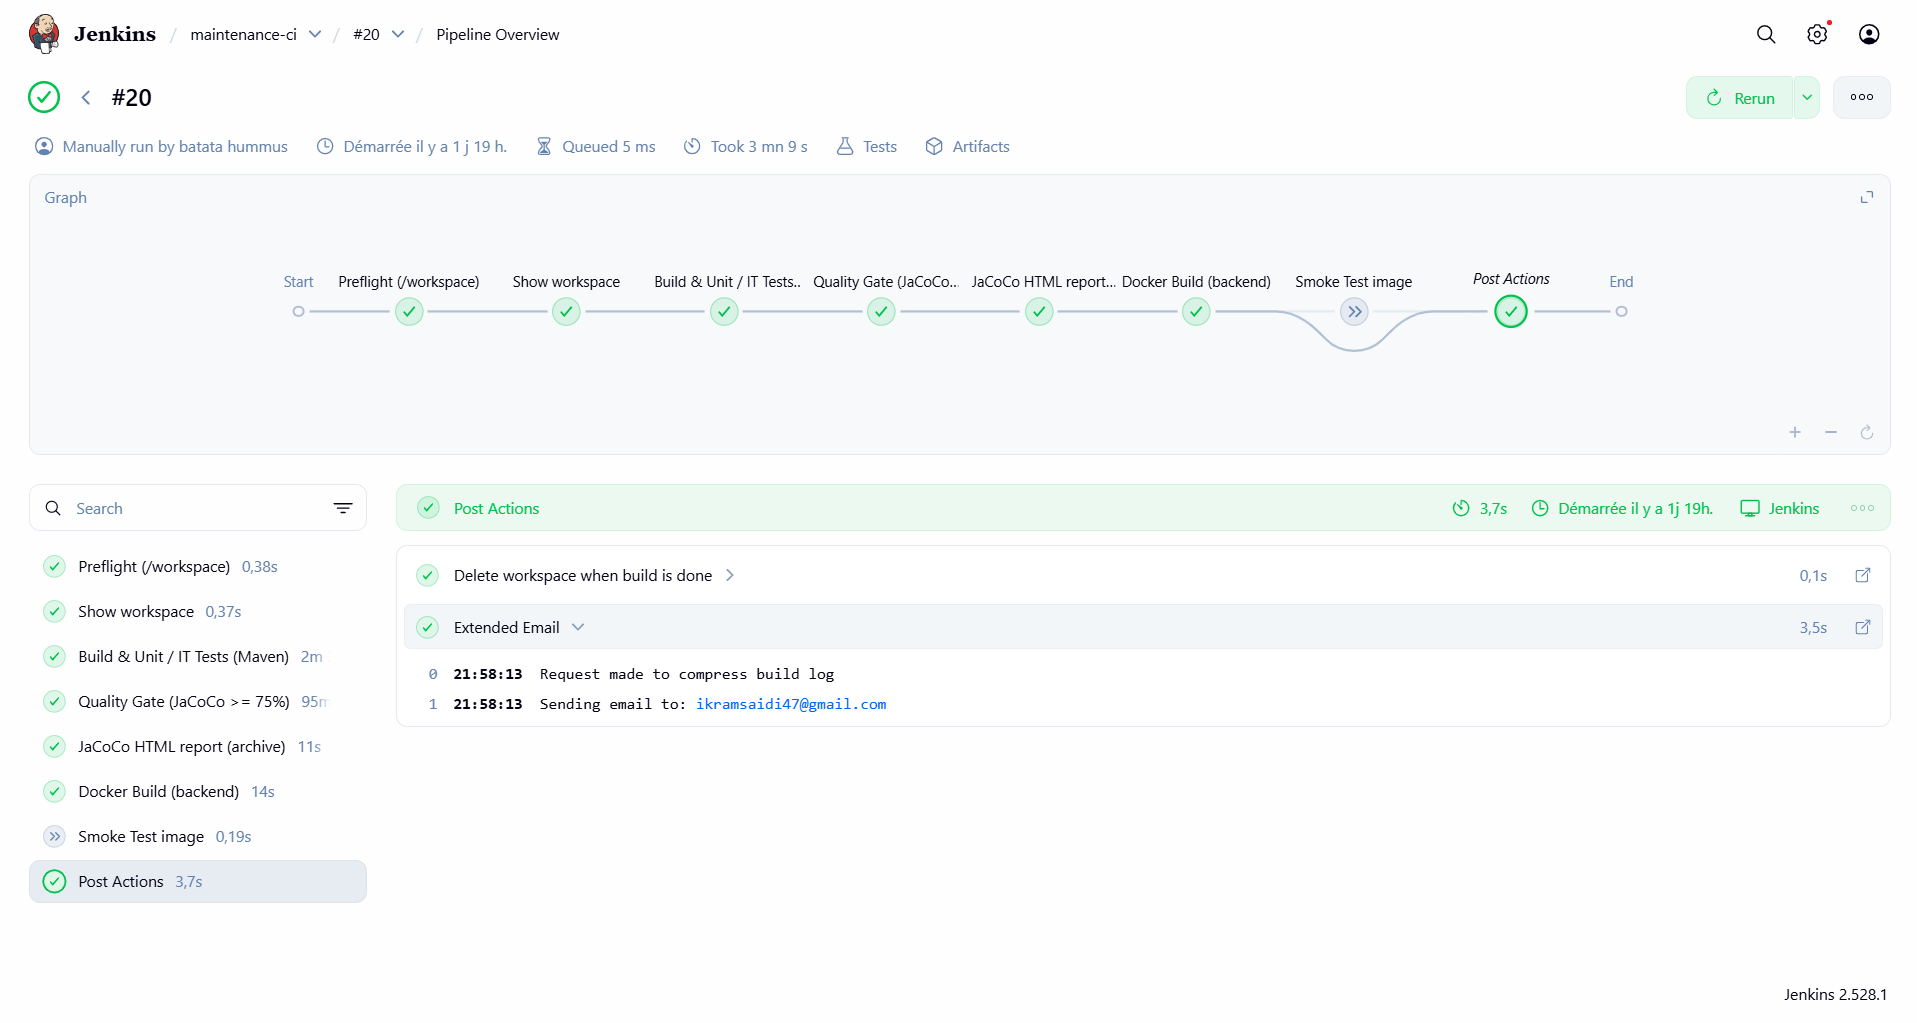 Jenkins / maintenance-ci / #20 / Pipeline Overview
#20
Rerun
Manually run by batata hummus
Démarrée il y a 1 j 19 h.
Queued 5 ms
Took 3 mn 9 s
Tests
Artifacts
Graph
Start
Preflight (/workspace)
Show workspace
Build & Unit / IT Tests...
Quality Gate (JaCoCo...
JaCoCo HTML report...
Docker Build (backend)
Smoke Test image
Post Actions
End
Search
Preflight (/workspace) 0,38s
Show workspace 0,37s
Build & Unit / IT Tests (Maven) 2m
Quality Gate (JaCoCo >= 75%) 95m
JaCoCo HTML report (archive) 11s
Docker Build (backend) 14s
Smoke Test image 0,19s
Post Actions 3,7s
Post Actions
3,7s
Démarrée il y a 1j 19h.
Jenkins
Delete workspace when build is done
0,1s
Extended Email
3,5s
0 21:58:13 Request made to compress build log
1 21:58:13 Sending email to: ikramsaidi47@gmail.com
Jenkins 2.528.1